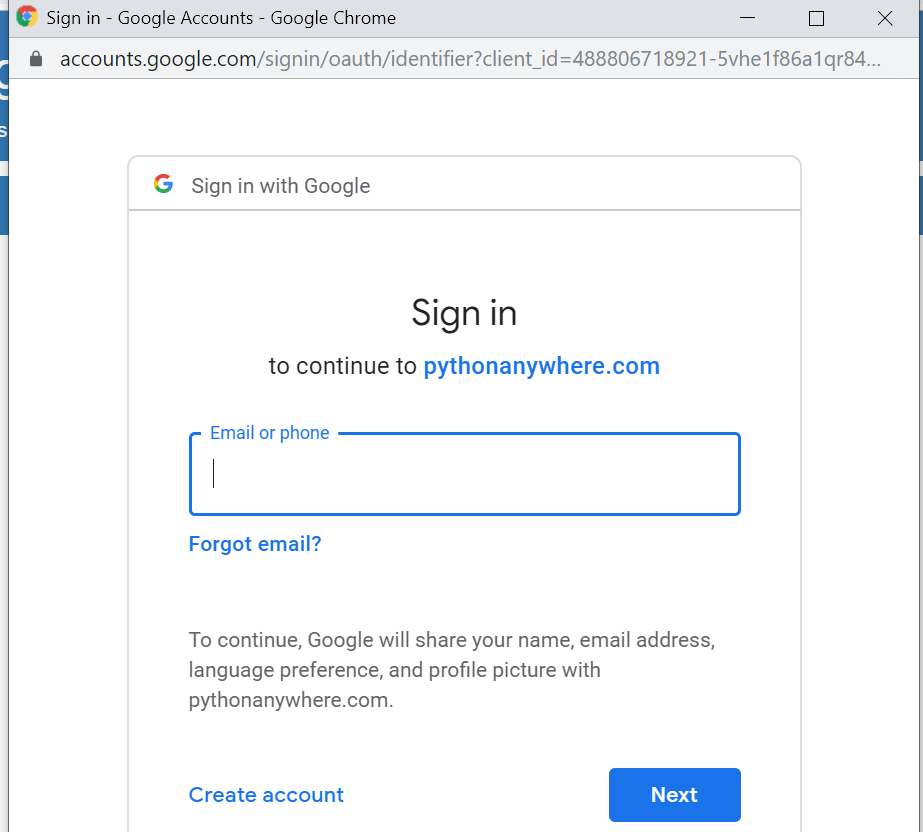 Sign in - Google Accounts - Google Chrome
accounts.google.com/signin/oauth/identifier?client_id=488806718921-5vhe1f86a1qr84...
Sign in with Google
Sign in
to continue to pythonanywhere.com
Email or phone
Forgot email?
To continue, Google will share your name, email address,
language preference, and profile picture with
pythonanywhere.com.
Create account
Next